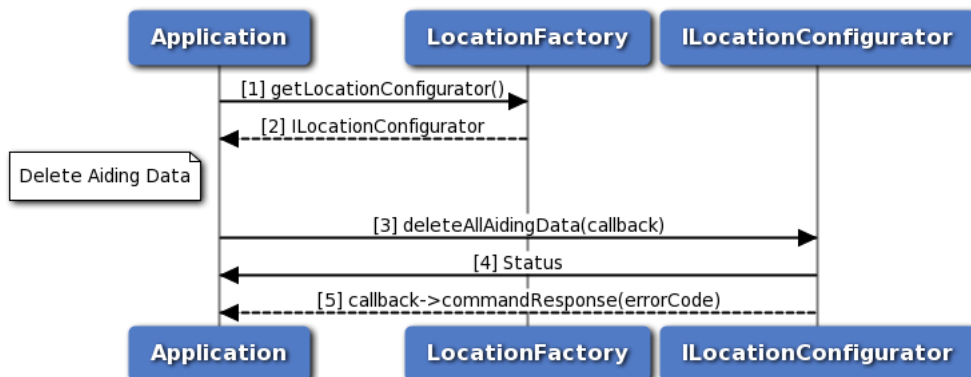 Application
LocationFactory
ILocationConfigurator
[1] getLocationConfigurator()
[2] ILocationConfigurator
Delete Aiding Data
[3] deleteAllAidingData(callback)
[4] Status
[5] callback->commandResponse(errorCode)
Application
LocationFactory
ILocationConfigurator